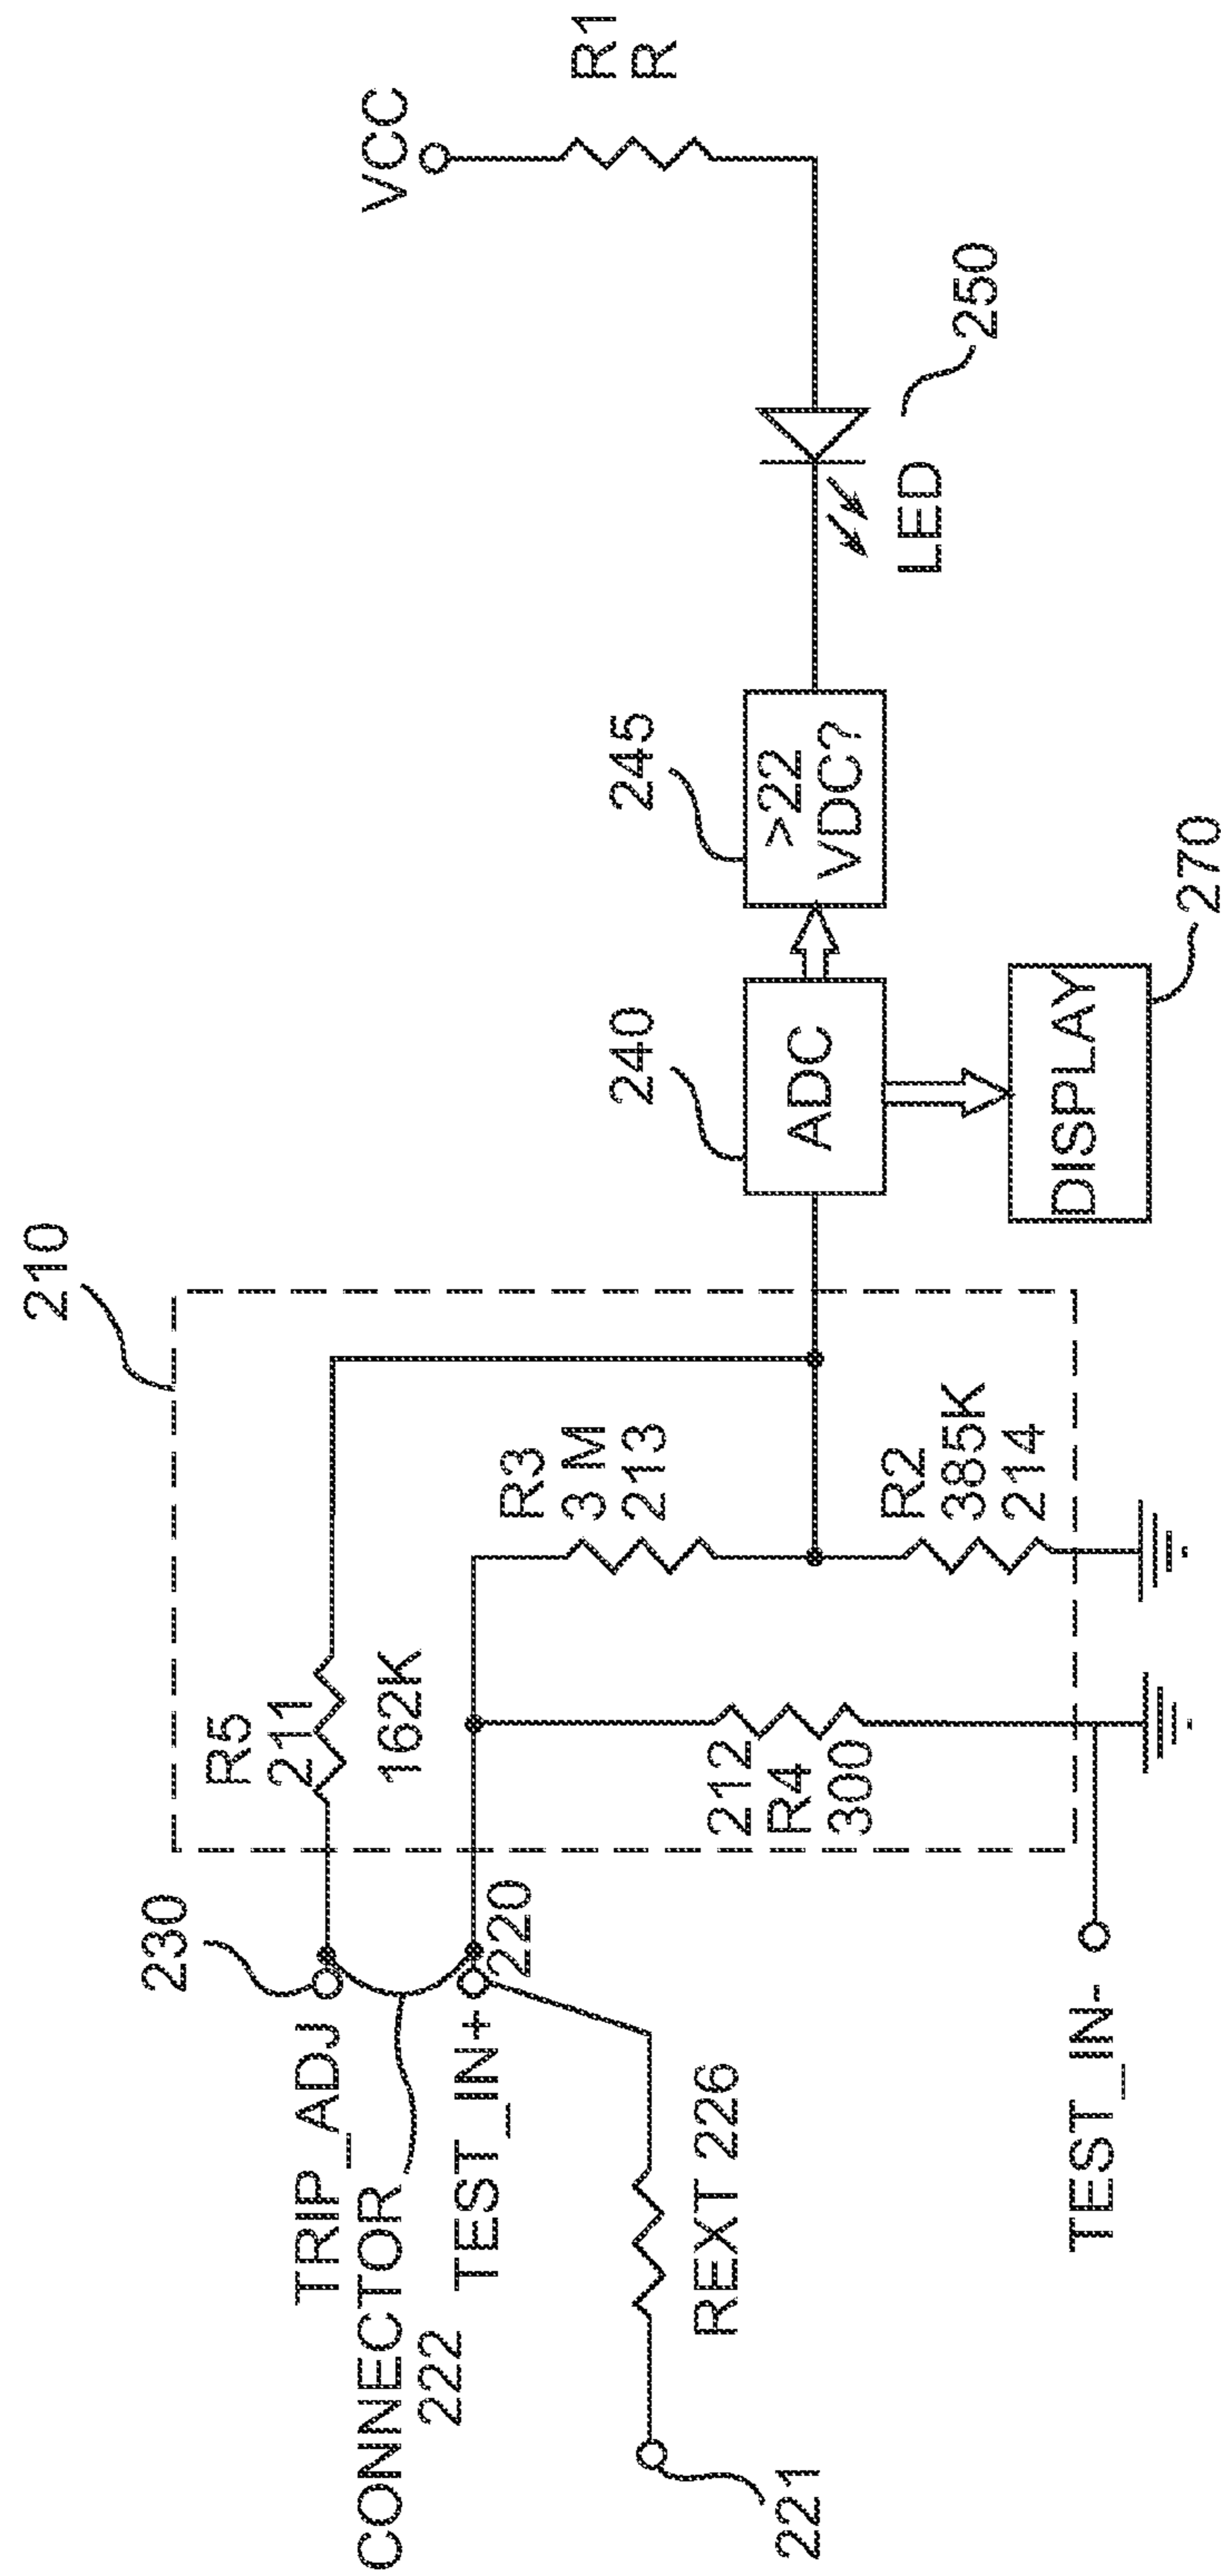 210
230
TRIP_ADJ
CONNECTOR
222
TEST_IN+
220
REXT 226
221
TEST_IN-
R5
211
162K
212
R4
300
R3
3 M
213
R2
385K
214
240
ADC
DISPLAY
270
245
>22
VDC?
LED
250
VCC
R1
R